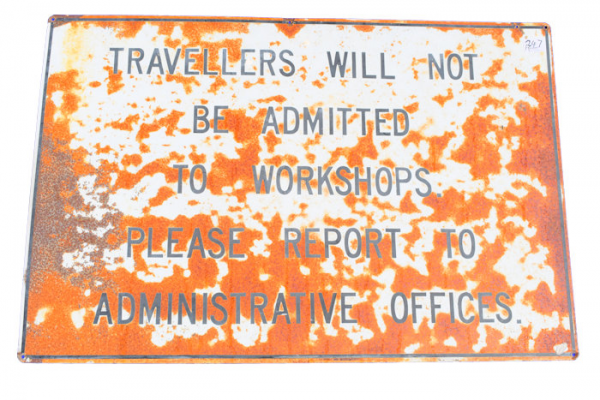 TRAVELLERS WILL NOT
BE ADMITTED
TO WORKSHOPS.
PLEASE REPORT TO
ADMINISTRATIVE OFFICES.